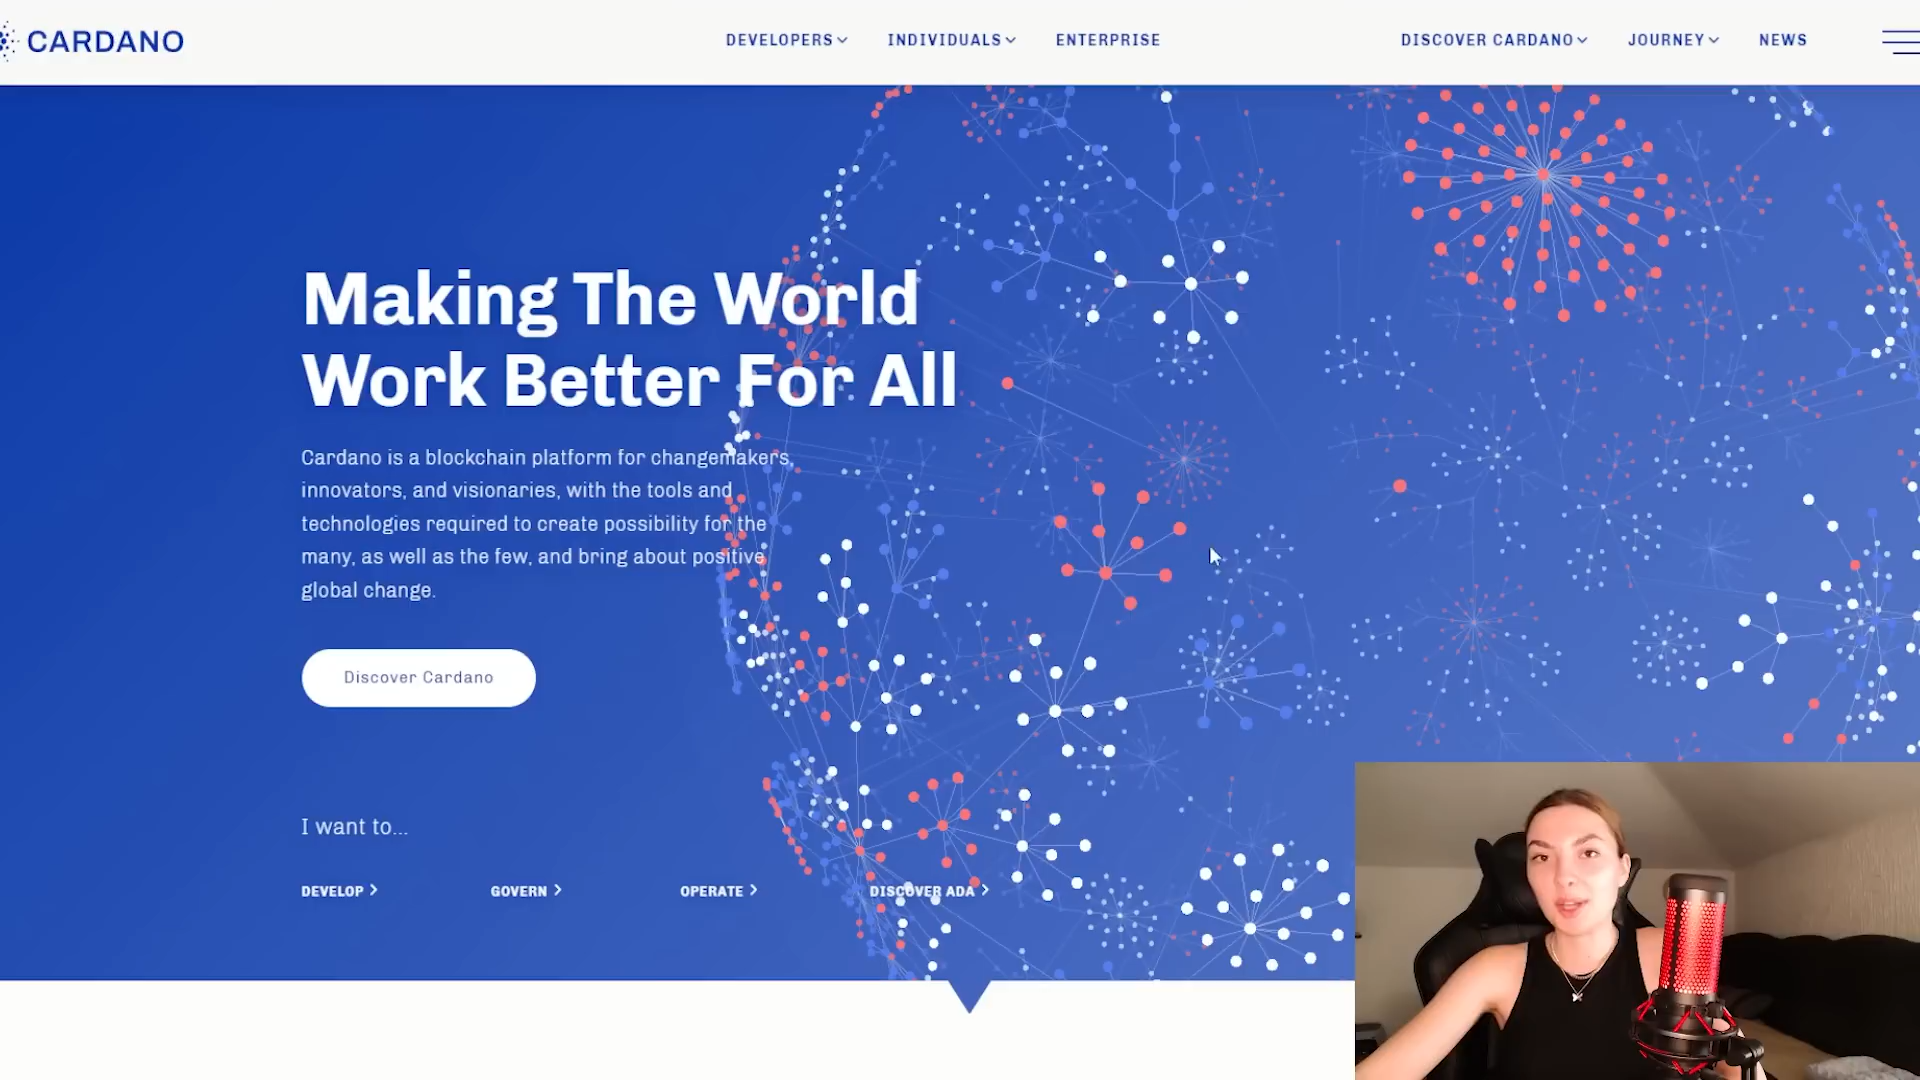 CARDANO
DEVELOPERS
INDIVIDUALS
ENTERPRISE
DISCOVER CARDANO
JOURNEY
NEWS
Making The World
Work Better For All
Cardano is a blockchain platform for changemakers,
innovators, and visionaries, with the tools and
technologies required to create possibility for the
many, as well as the few, and bring about positive
global change.
Discover Cardano
I want to...
DEVELOP
GOVERN
OPERATE
DISCOVER ADA